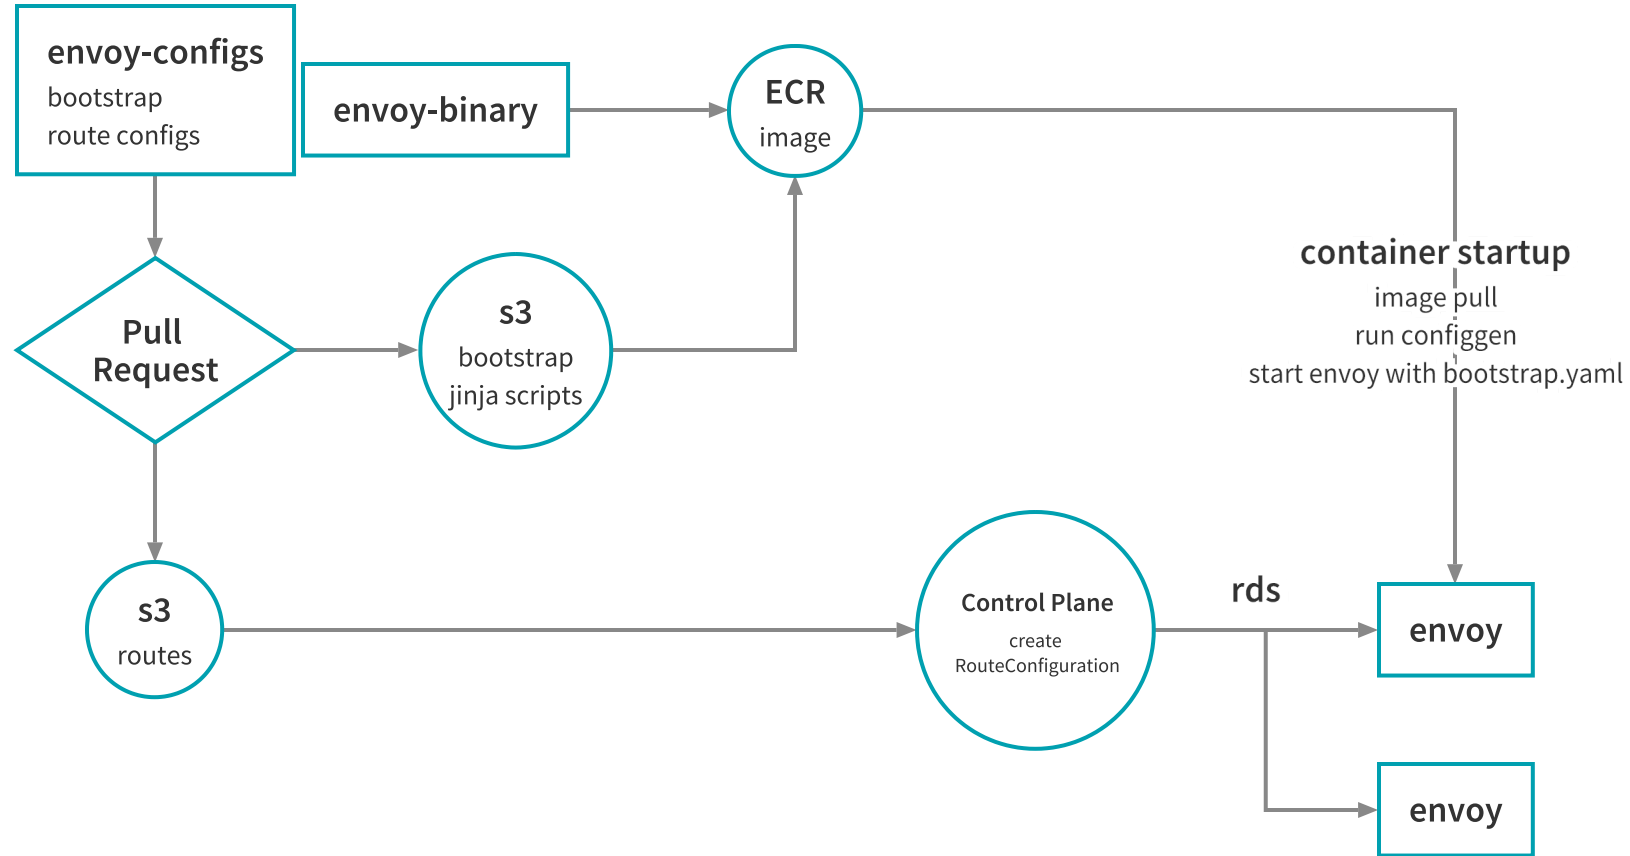 envoy-configs
bootstrap
route configs
envoy-binary
ECR
image
container startup
image pull
run configgen
start envoy with bootstrap.yaml
Pull
Request
s3
bootstrap
jinja scripts
s3
routes
Control Plane
create
RouteConfiguration
rds
envoy
envoy